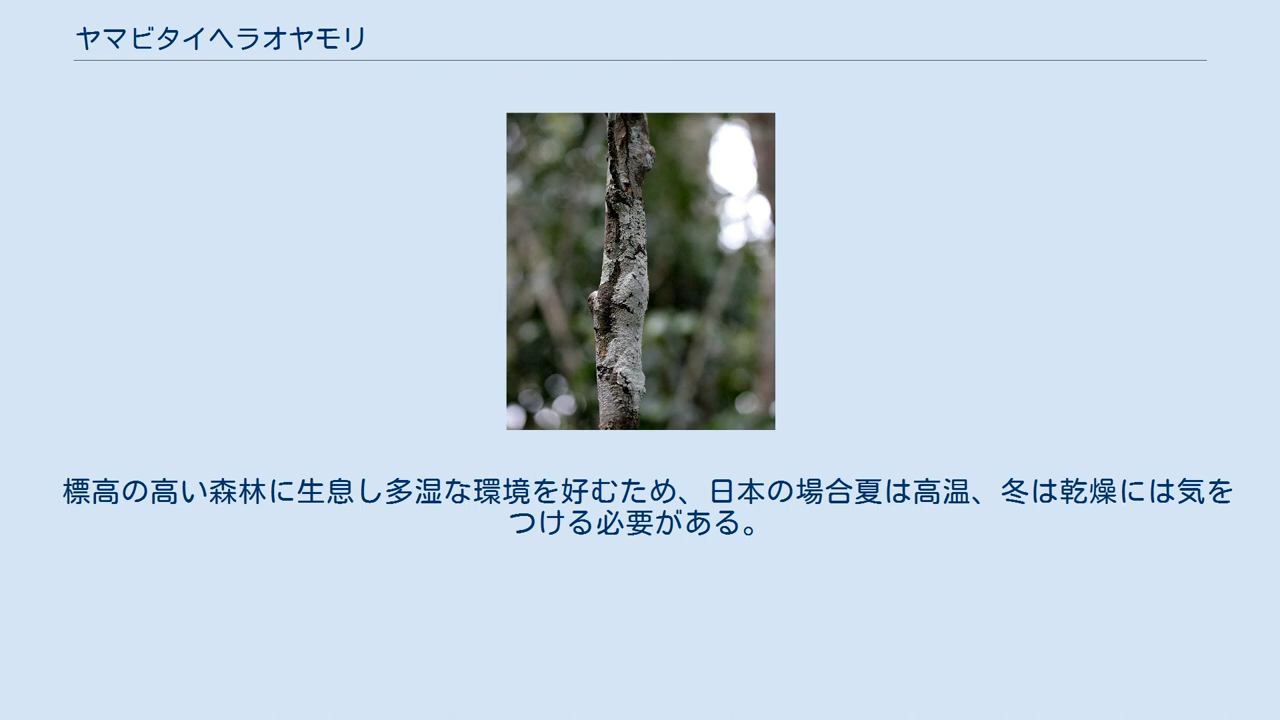 ヤマビタイヘラオヤモリ
標高の高い森林に生息し多湿な環境を好むため、日本の場合夏は高温、冬は乾燥には気を
つける必要がある。